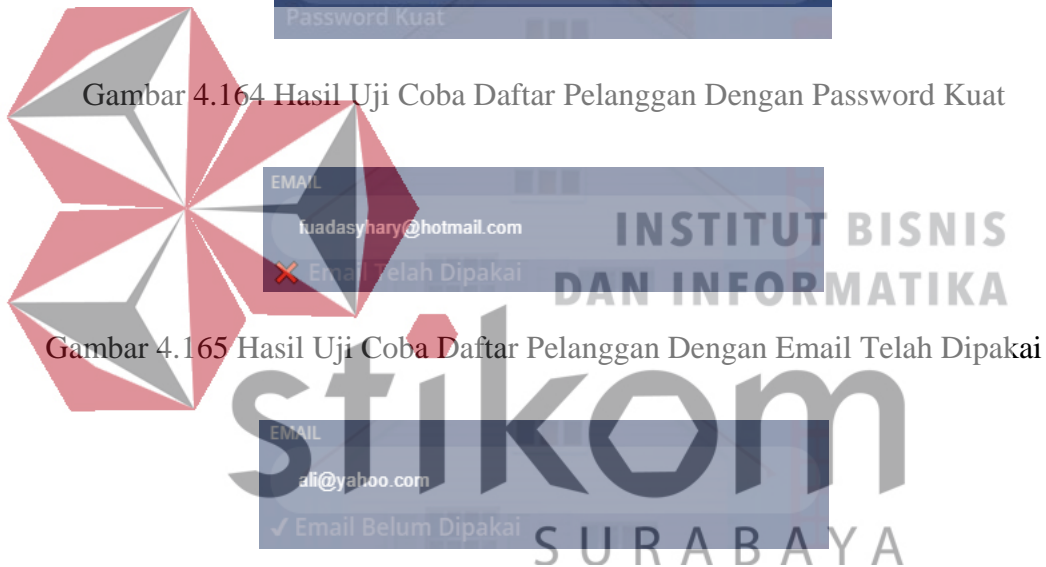 Password Kuat
Gambar 4.164 Hasil Uji Coba Daftar Pelanggan Dengan Password Kuat
EMAIL
fuadasyhary@hotmail.com
Email Telah Dipakai
INSTITUT BISNIS
DAN INFORMATIKA
Gambar 4.165 Hasil Uji Coba Daftar Pelanggan Dengan Email Telah Dipakai
stikom
EMAIL
ali@yahoo.com
Email Belum Dipakai
SURABAYA